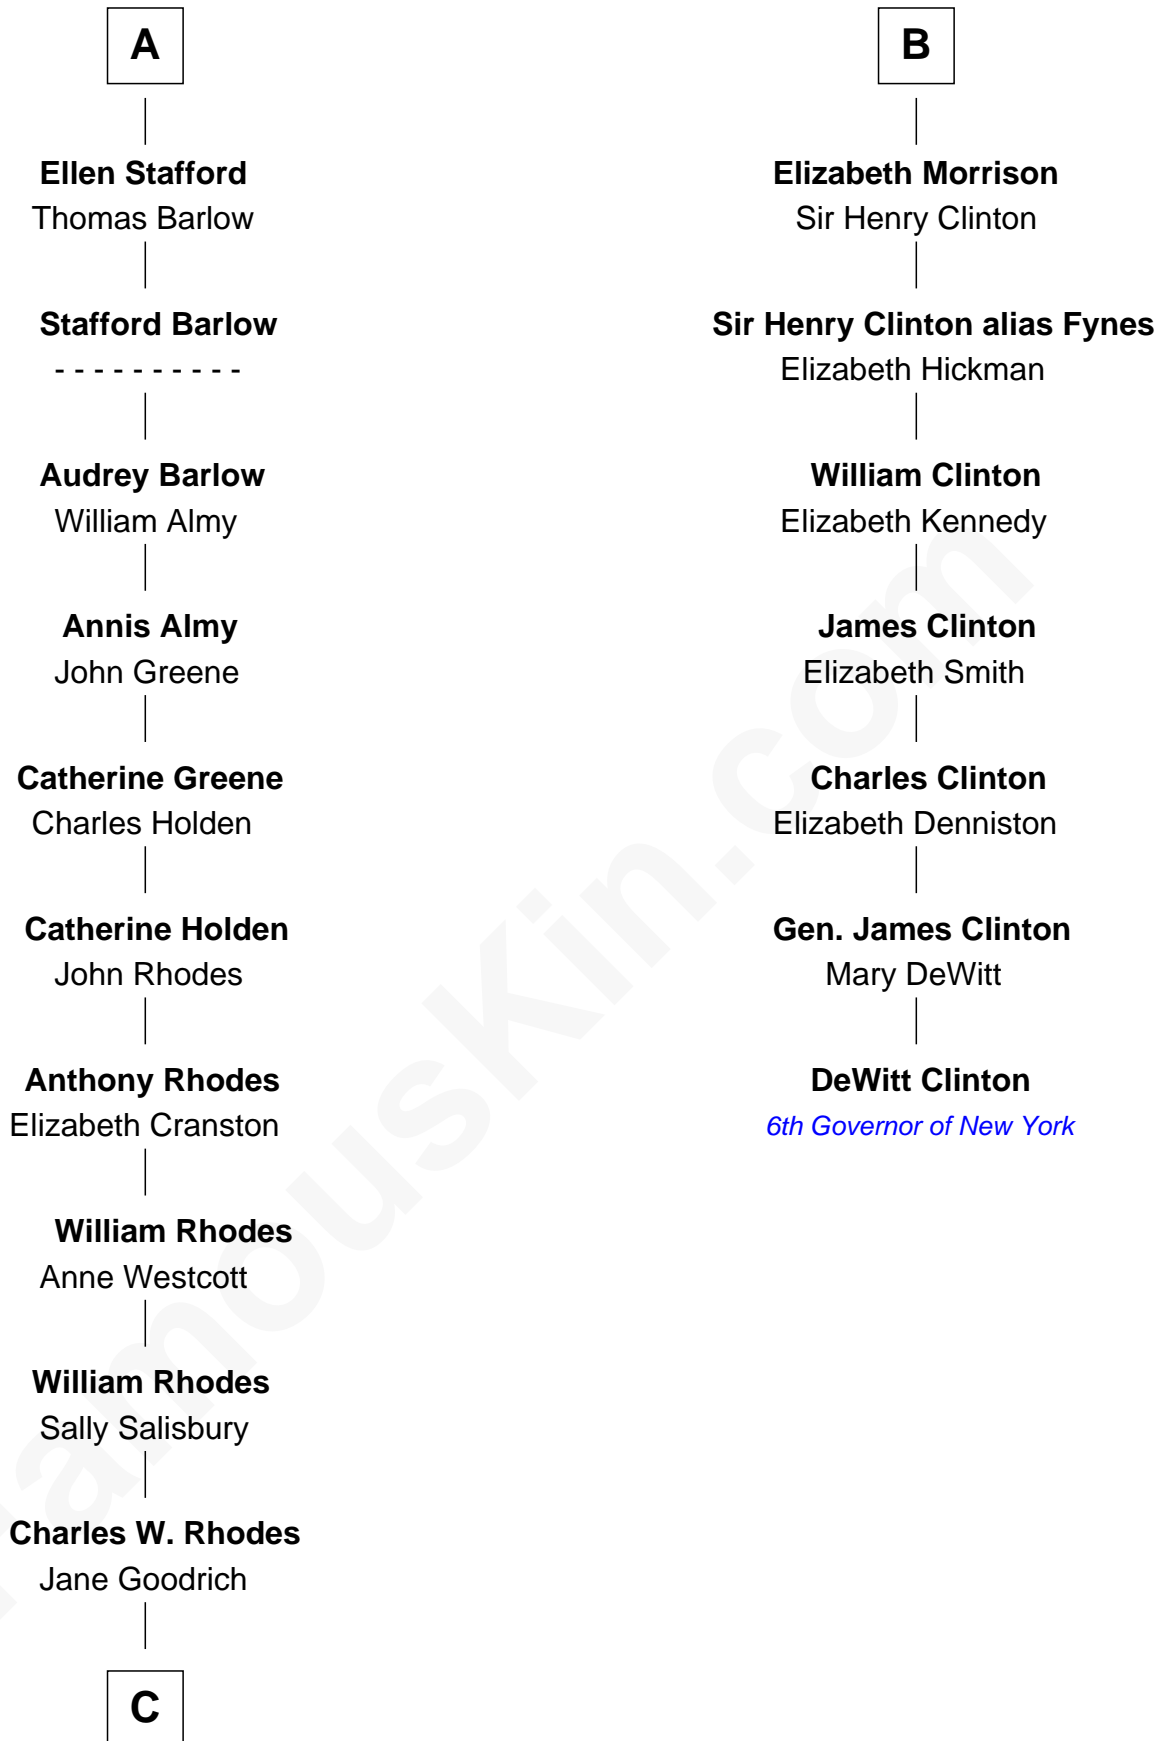 A
Ellen Stafford
Thomas Barlow
Stafford Barlow
- - - - - - - - - -
Audrey Barlow
William Almy
Annis Almy
John Greene
Catherine Greene
Charles Holden
Catherine Holden
John Rhodes
Anthony Rhodes
Elizabeth Cranston
William Rhodes
Anne Westcott
William Rhodes
Sally Salisbury
Charles W. Rhodes
Jane Goodrich
C
B
Elizabeth Morrison
Sir Henry Clinton
Sir Henry Clinton alias Fynes
Elizabeth Hickman
William Clinton
Elizabeth Kennedy
James Clinton
Elizabeth Smith
Charles Clinton
Elizabeth Denniston
Gen. James Clinton
Mary DeWitt
DeWitt Clinton
6th Governor of New York
FamousKin.com